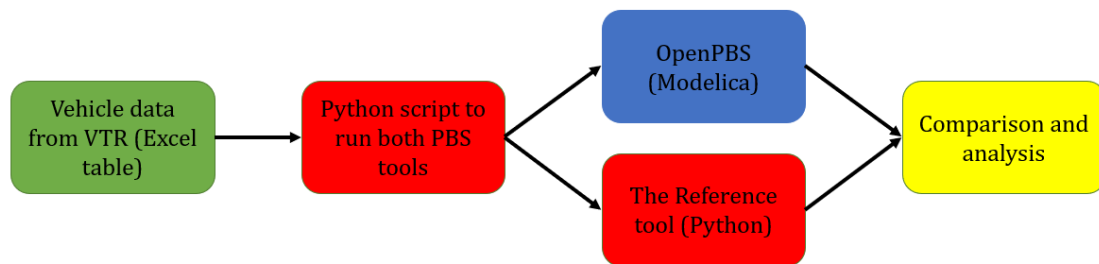 Vehicle data
from VTR (Excel
table)
Python script to
run both PBS
tools
OpenPBS
(Modelica)
The Reference
tool (Python)
Comparison and
analysis